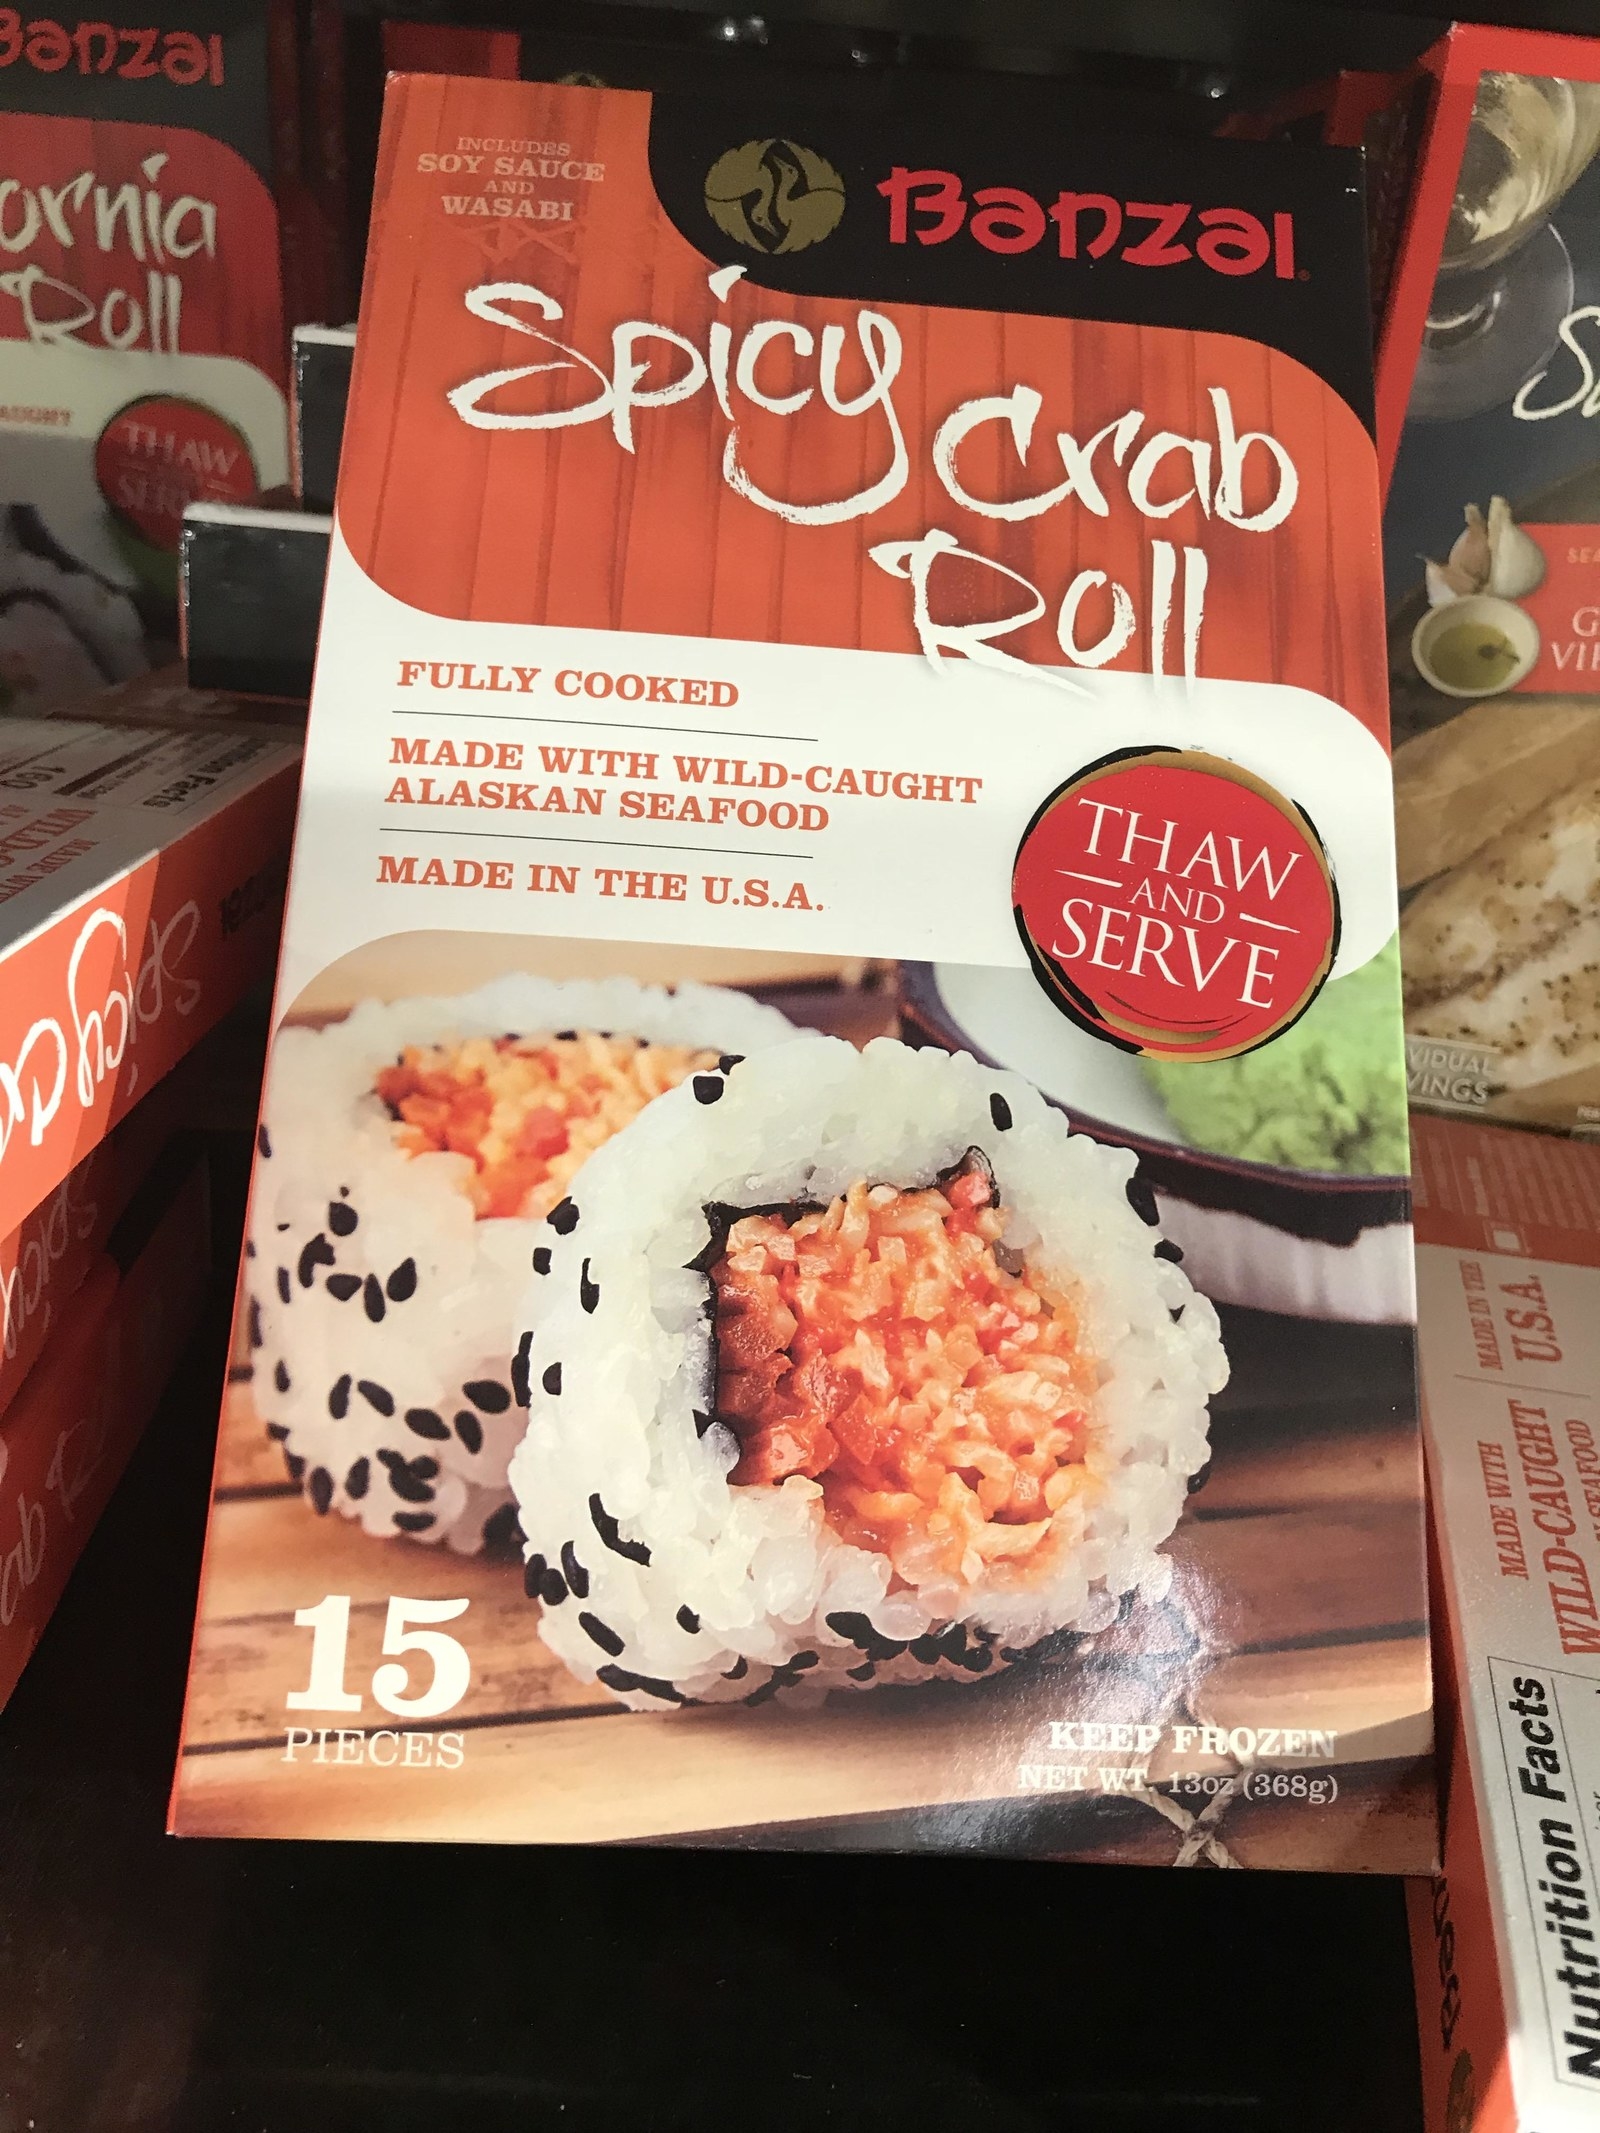 Banzai
ornia
Roll
THAW
INCLUDES
SOY SAUCE
AND
WASABI
Banzai
Spicy Crab
Roll
FULLY COOKED
MADE WITH WILD-CAUGHT
ALASKAN SEAFOOD
MADE IN THE U.S.A.
THAW
AND
SERVE
15
PIECES
KEEP FROZEN
NET WT. 13oz (368g)
160
Spicy
MADE IN THE
U.S.A.
MADE WITH
WILD-CAUGHT
Nutrition Facts